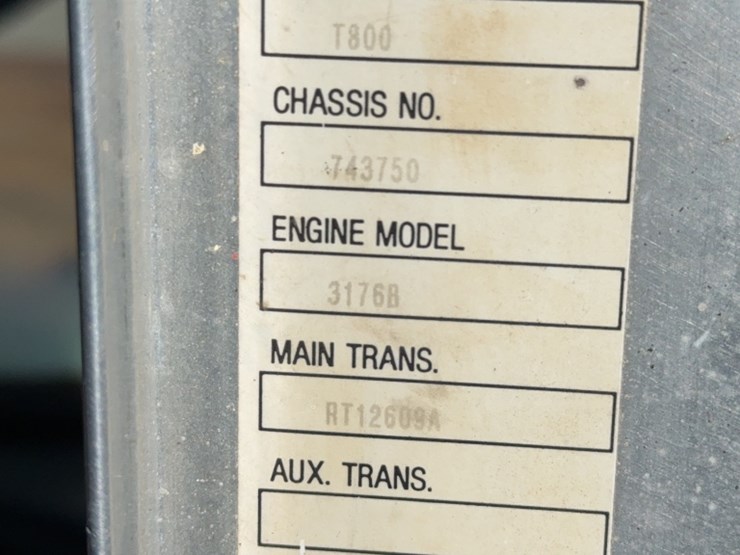 T800
CHASSIS NO.
743750
ENGINE MODEL
3176B
MAIN TRANS.
RT12609A
AUX. TRANS.